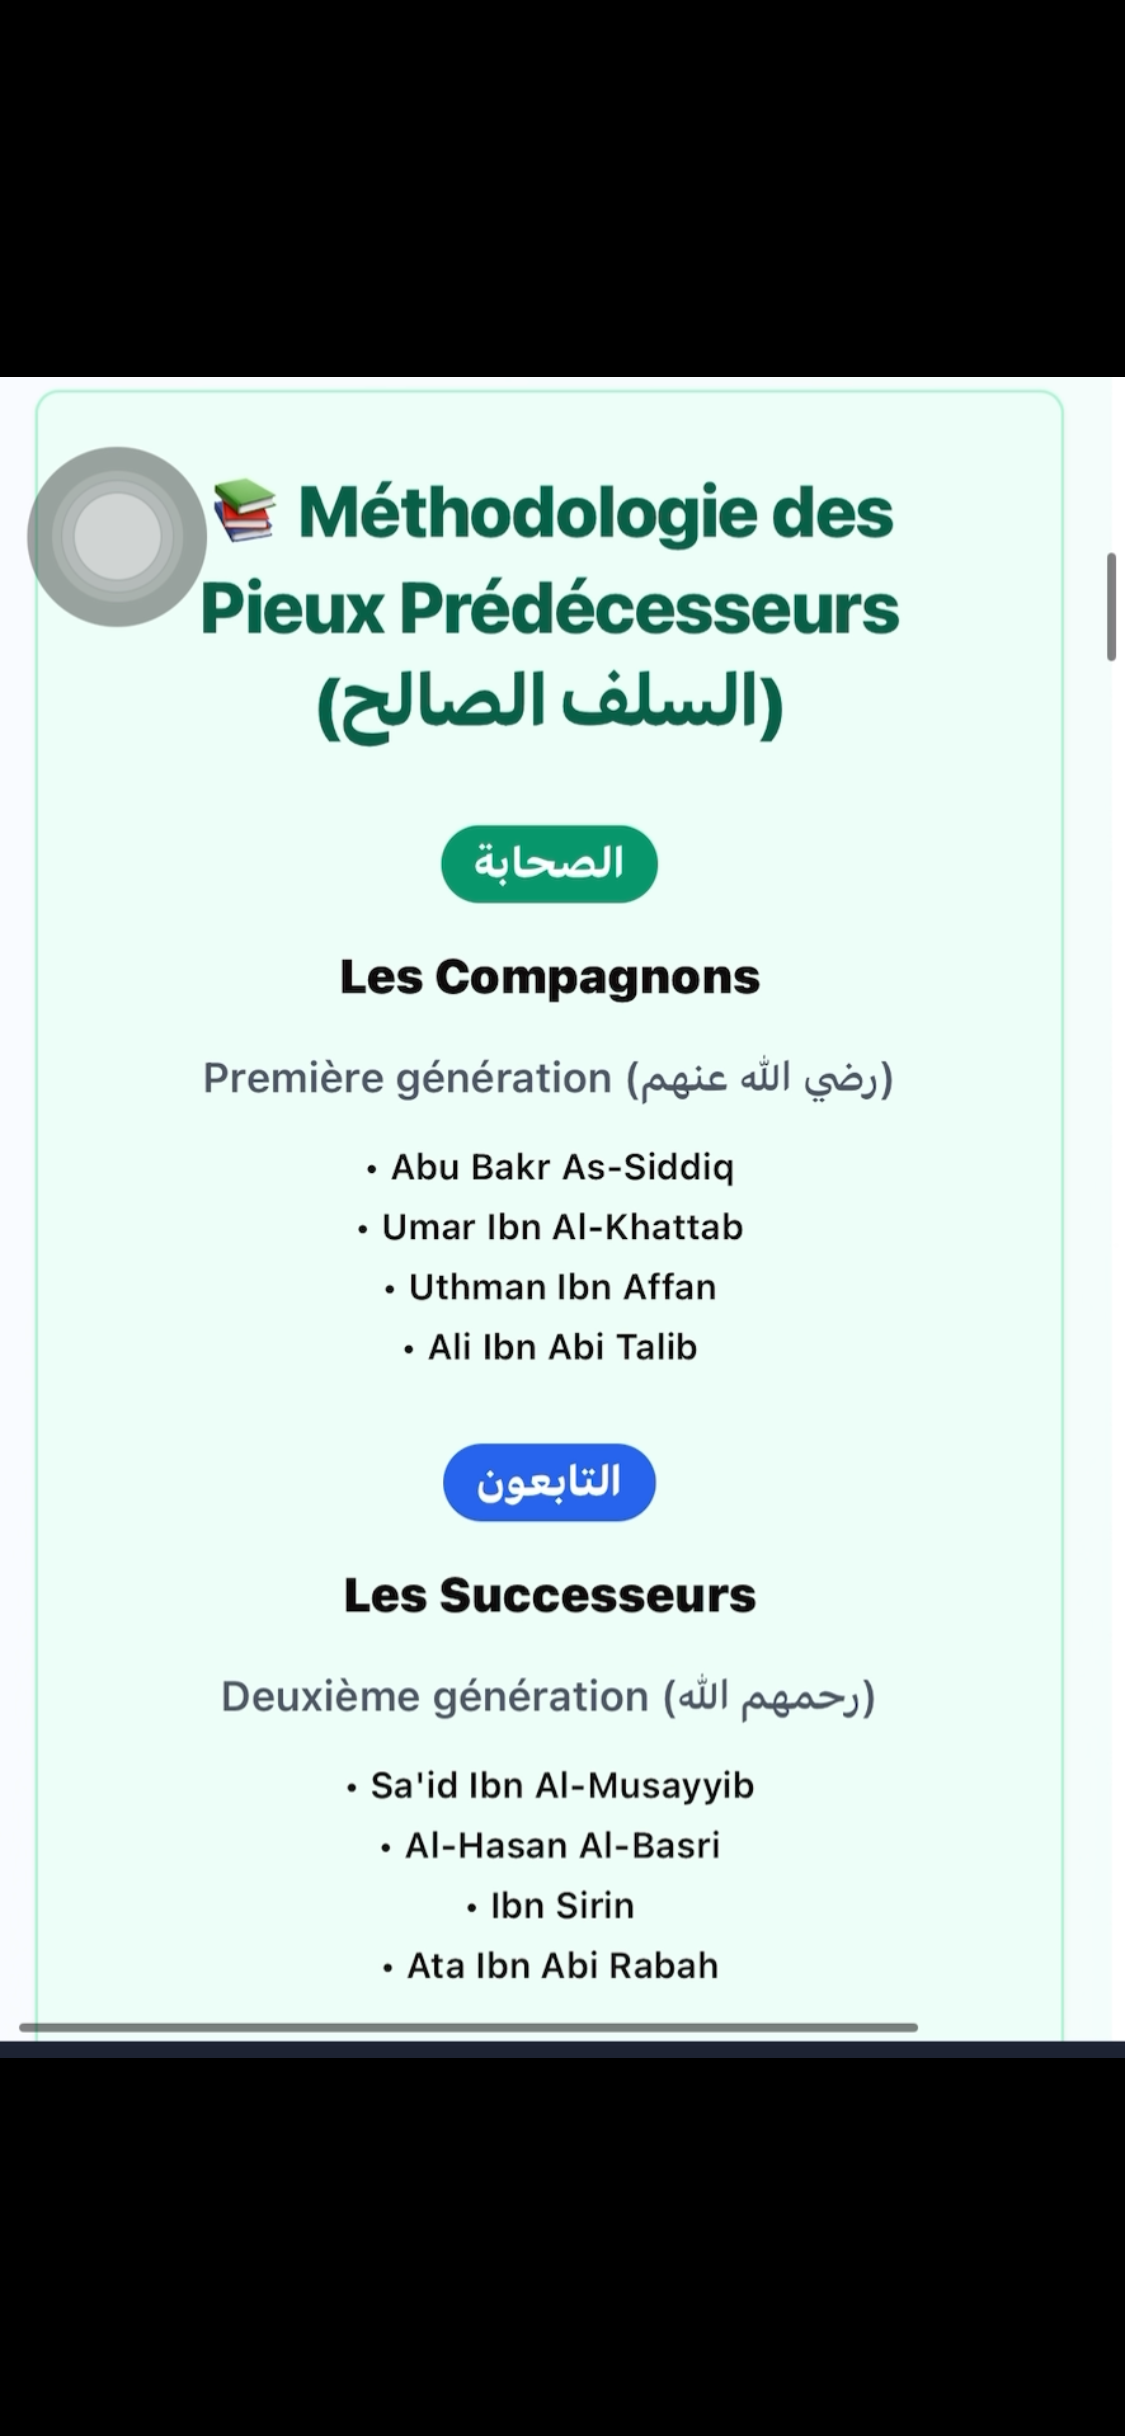 📚 Méthodologie des
Pieux Prédécesseurs
(السلف الصالح)
الصحابة
Les Compagnons
Première génération (رضي الله عنهم)
• Abu Bakr As-Siddiq
• Umar Ibn Al-Khattab
• Uthman Ibn Affan
• Ali Ibn Abi Talib
التابعون
Les Successeurs
Deuxième génération (رحمهم الله)
• Sa'id Ibn Al-Musayyib
• Al-Hasan Al-Basri
• Ibn Sirin
• Ata Ibn Abi Rabah